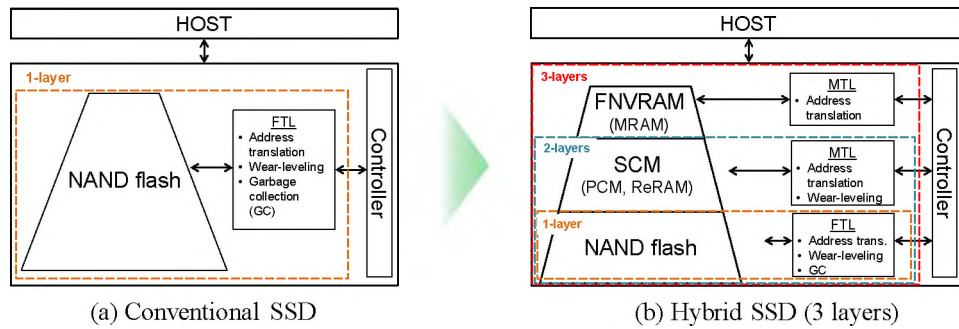 HOST
1-layer
NAND flash
FTL
• Address
translation
• Wear-leveling
• Garbage
collection
(GC)
Controller
(a) Conventional SSD
HOST
3-layers
FNVRAM
(MRAM)
MTL
• Address
translation
2-layers
SCM
(PCM, ReRAM)
MTL
• Address
translation
• Wear-leveling
1-layer
NAND flash
FTL
• Address trans.
• Wear-leveling
• GC
Controller
(b) Hybrid SSD (3 layers)